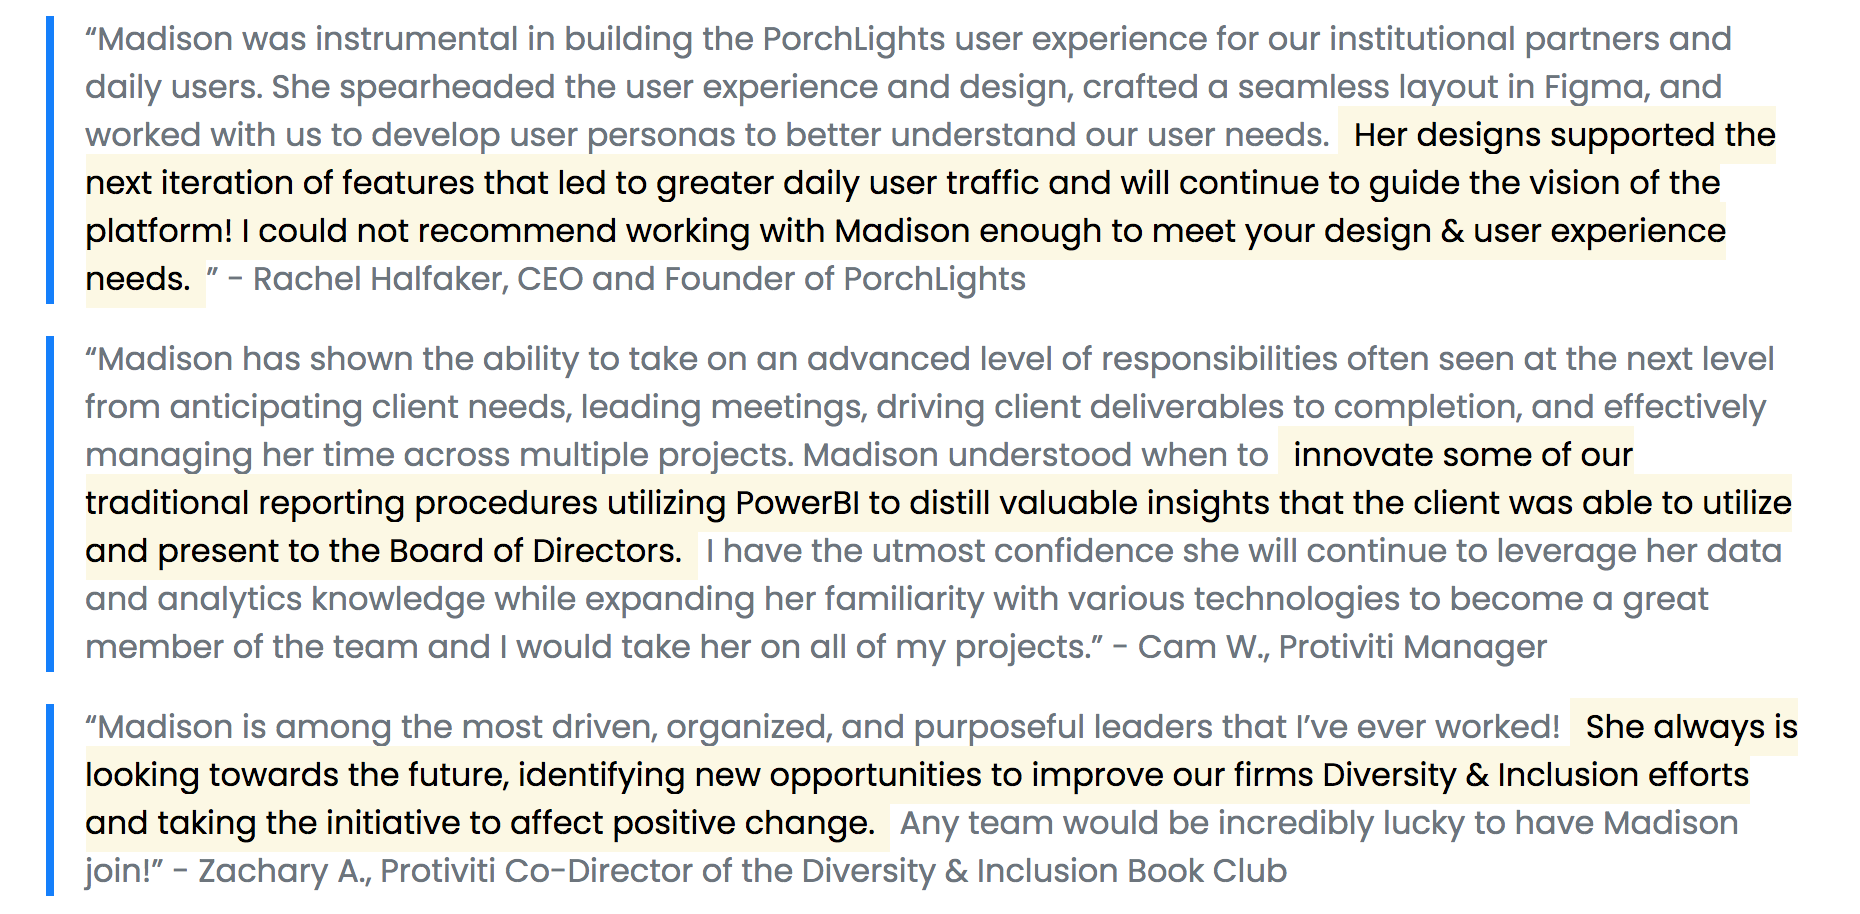 “Madison was instrumental in building the PorchLights user experience for our institutional partners and
daily users. She spearheaded the user experience and design, crafted a seamless layout in Figma, and
worked with us to develop user personas to better understand our user needs. Her designs supported the
next iteration of features that led to greater daily user traffic and will continue to guide the vision of the
platform! I could not recommend working with Madison enough to meet your design & user experience
needs. ” - Rachel Halfaker, CEO and Founder of PorchLights
“Madison has shown the ability to take on an advanced level of responsibilities often seen at the next level
from anticipating client needs, leading meetings, driving client deliverables to completion, and effectively
managing her time across multiple projects. Madison understood when to innovate some of our
traditional reporting procedures utilizing PowerBI to distill valuable insights that the client was able to utilize
and present to the Board of Directors. I have the utmost confidence she will continue to leverage her data
and analytics knowledge while expanding her familiarity with various technologies to become a great
member of the team and I would take her on all of my projects.” - Cam W., Protiviti Manager
“Madison is among the most driven, organized, and purposeful leaders that I’ve ever worked! She always is
looking towards the future, identifying new opportunities to improve our firms Diversity & Inclusion efforts
and taking the initiative to affect positive change. Any team would be incredibly lucky to have Madison
join!” - Zachary A., Protiviti Co-Director of the Diversity & Inclusion Book Club